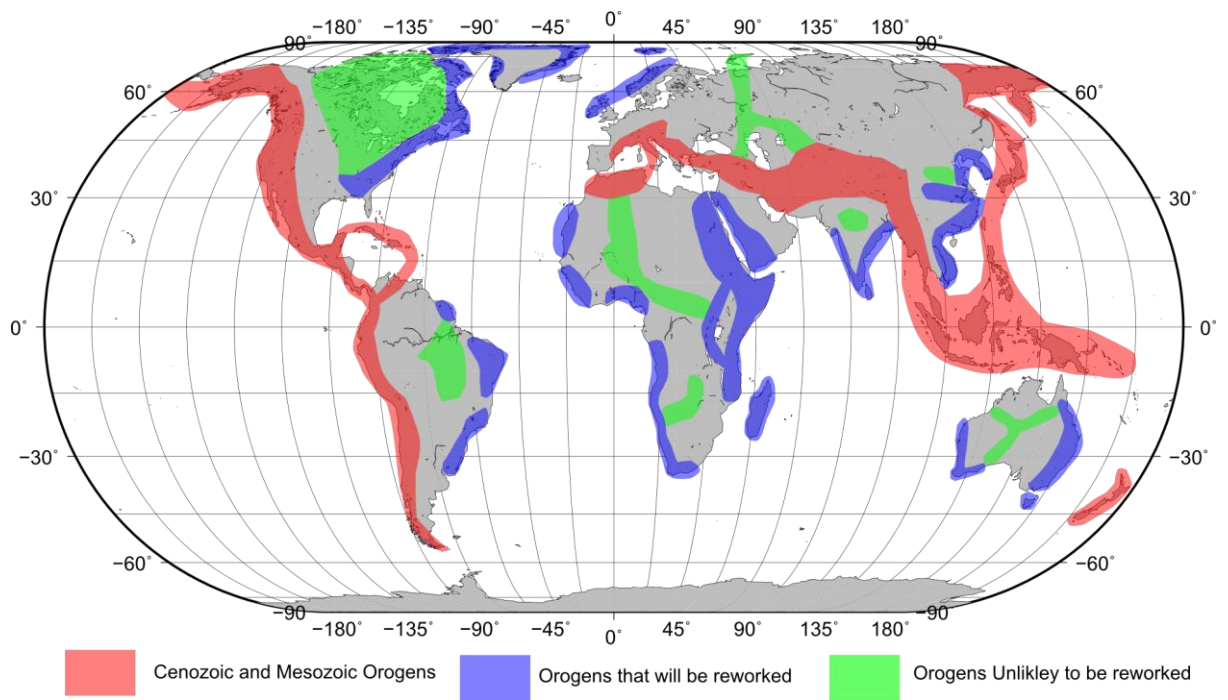 0°
−180 −135 −90 −45 45 90 180
90° 90°
60° 60°
30° 30°
0° 0°
−30° −30°
−60° −60°
−90 −90
−180 −135 −90 −45 0° 45 90 135 180
Cenozoic and Mesozoic Orogens
Orogens that will be reworked
Orogens Unlikley to be reworked